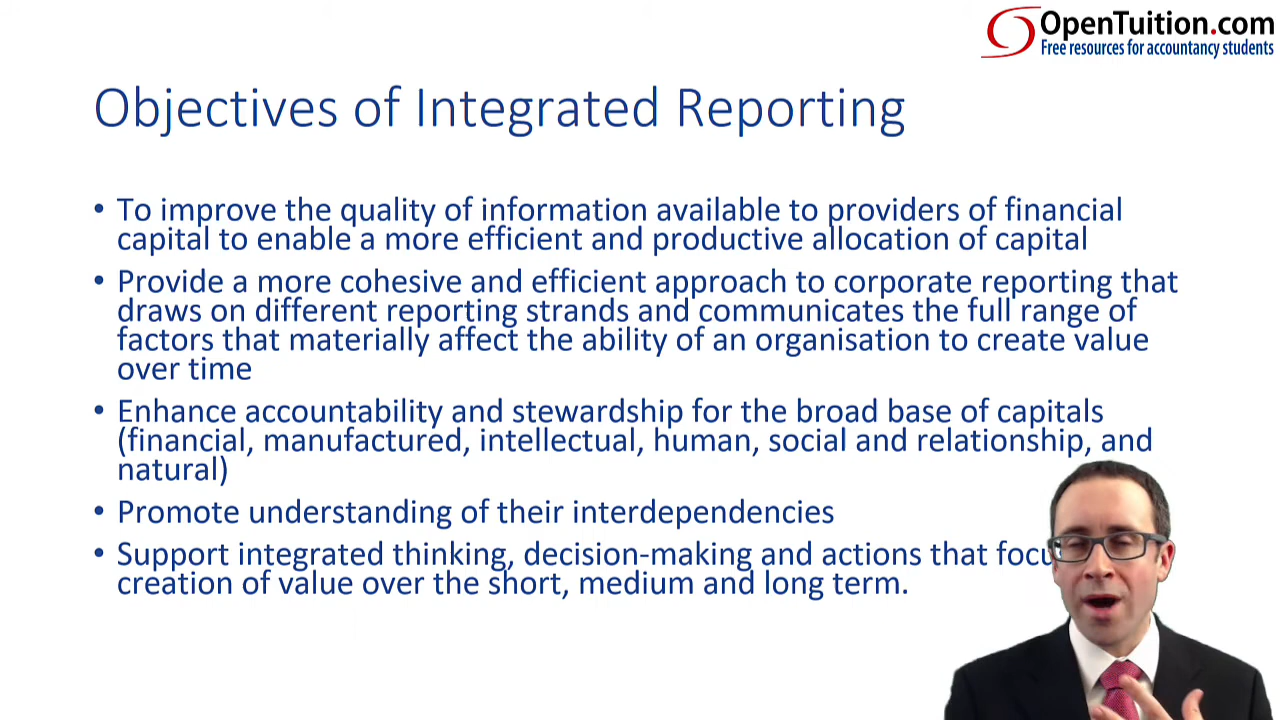 OpenTuition.com
Free resources for accountancy students
Objectives of Integrated Reporting
• To improve the quality of information available to providers of financial
capital to enable a more efficient and productive allocation of capital
• Provide a more cohesive and efficient approach to corporate reporting that
draws on different reporting strands and communicates the full range of
factors that materially affect the ability of an organisation to create value
over time
• Enhance accountability and stewardship for the broad base of capitals
(financial, manufactured, intellectual, human, social and relationship, and
natural)
• Promote understanding of their interdependencies
• Support integrated thinking, decision-making and actions that
creation of value over the short, medium and long term.